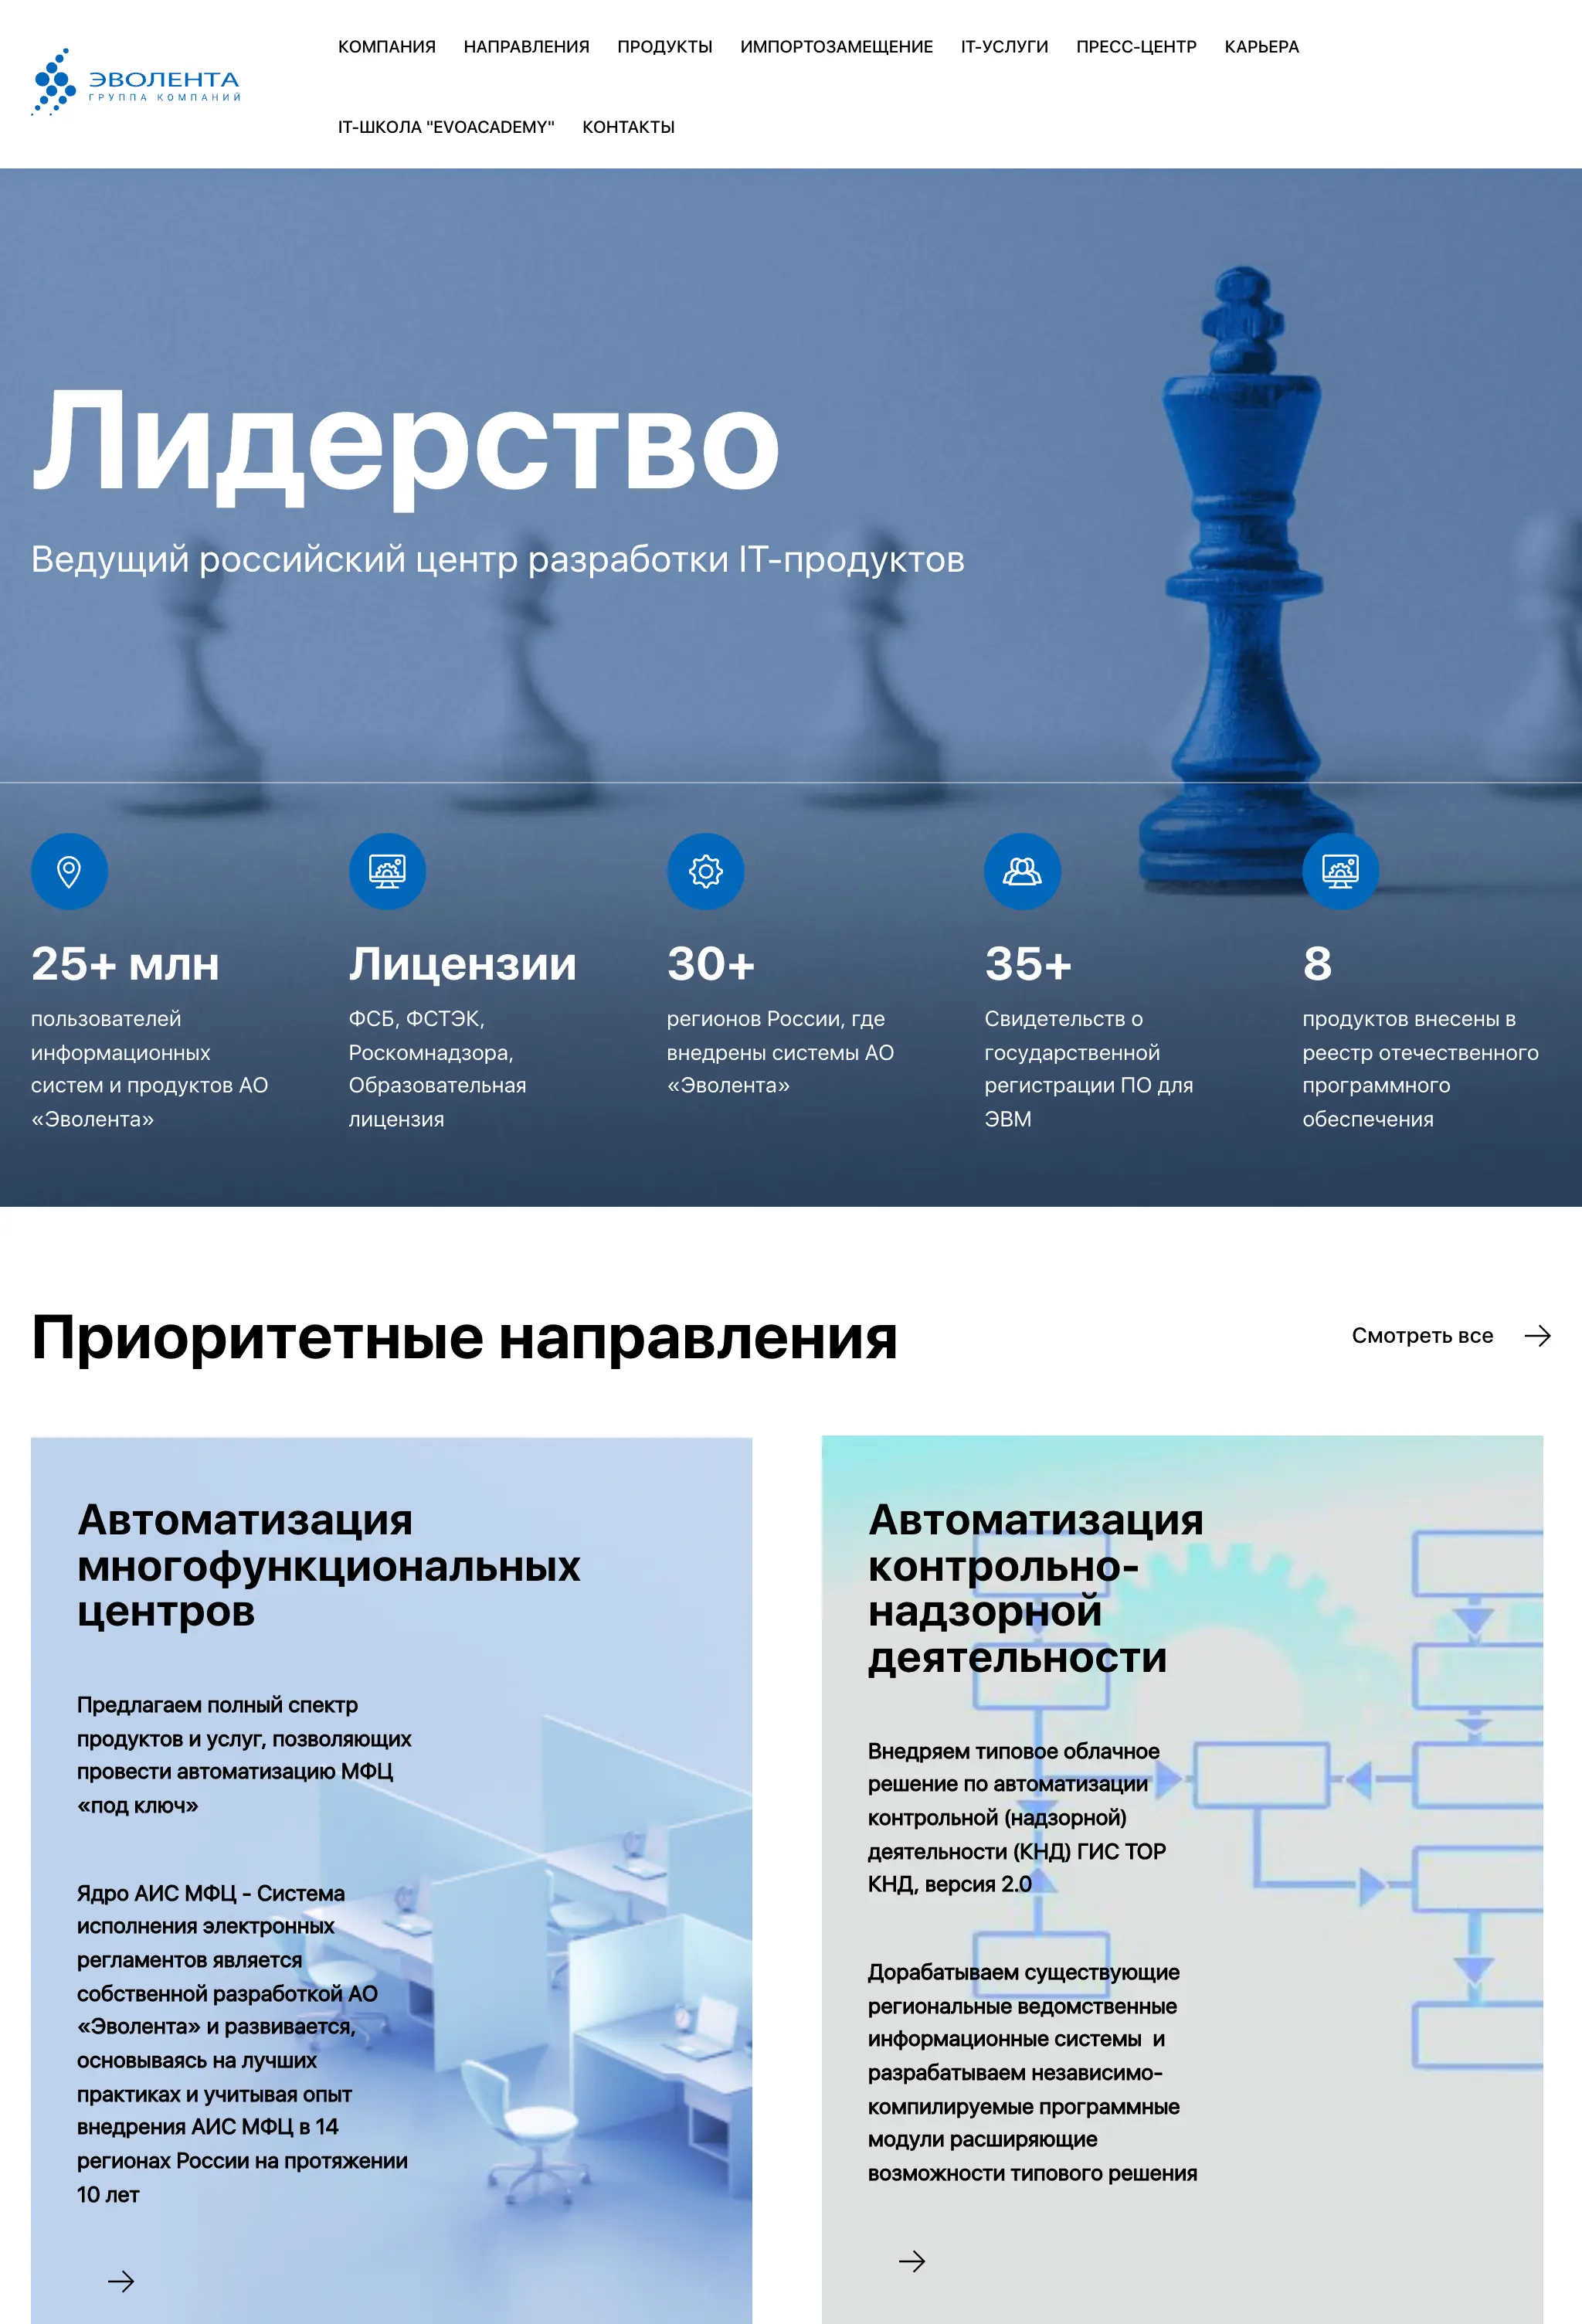 ЭВОЛЕНТА
ГРУППА КОМПАНИЙ
КОМПАНИЯ НАПРАВЛЕНИЯ ПРОДУКТЫ ИМПОРТОЗАМЕЩЕНИЕ IT-УСЛУГИ ПРЕСС-ЦЕНТР КАРЬЕРА
IT-ШКОЛА "EVOACADEMY" КОНТАКТЫ
Лидерство
Ведущий российский центр разработки IT-продуктов
25+ млн
пользователей
информационных
систем и продуктов АО
«Эволента»
Лицензии
ФСБ, ФСТЭК,
Роскомнадзора,
Образовательная
лицензия
30+
регионов России, где
внедрены системы АО
«Эволента»
35+
Свидетельств о
государственной
регистрации ПО для
ЭВМ
8
продуктов внесены в
реестр отечественного
программного
обеспечения
Приоритетные направления
Смотреть все
Автоматизация
многофункциональных
центров
Предлагаем полный спектр
продуктов и услуг, позволяющих
провести автоматизацию МФЦ
«под ключ»
Ядро АИС МФЦ - Система
исполнения электронных
регламентов является
собственной разработкой АО
«Эволента» и развивается,
основываясь на лучших
практиках и учитывая опыт
внедрения АИС МФЦ в 14
регионах России на протяжении
10 лет
Автоматизация
контрольно-
надзорной
деятельности
Внедряем типовое облачное
решение по автоматизации
контрольной (надзорной)
деятельности (КНД) ГИС ТОР
КНД, версия 2.0
Дорабатываем существующие
региональные ведомственные
информационные системы  и
разрабатываем независимо-
компилируемые программные
модули расширяющие
возможности типового решения